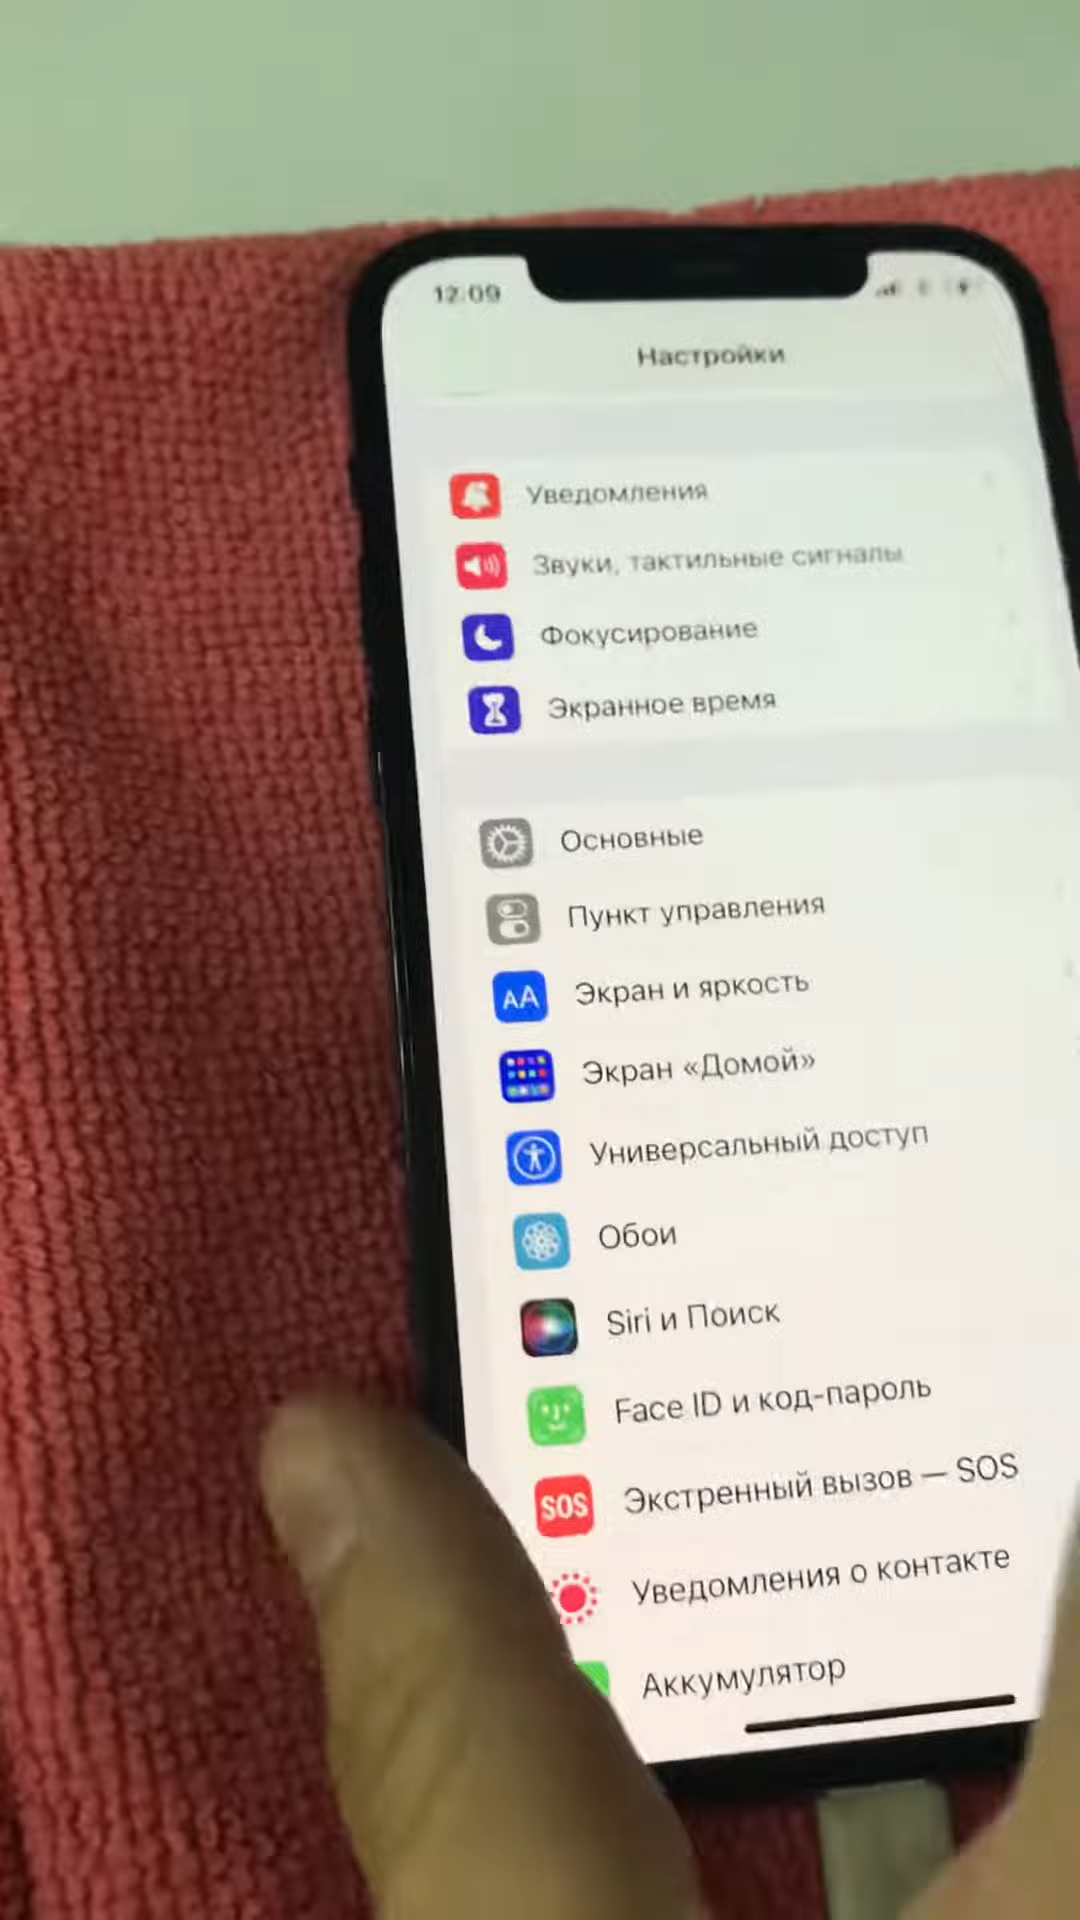 12:09
Настройки
Уведомления
Звуки, тактильные сигналы
Фокусирование
Экранное время
Основные
Пункт управления
AA Экран и яркость
Экран «Домой»
Универсальный доступ
Обои
Siri и Поиск
Face ID и код-пароль
SOS Экстренный вызов — SOS
Уведомления о контакте
Аккумулятор